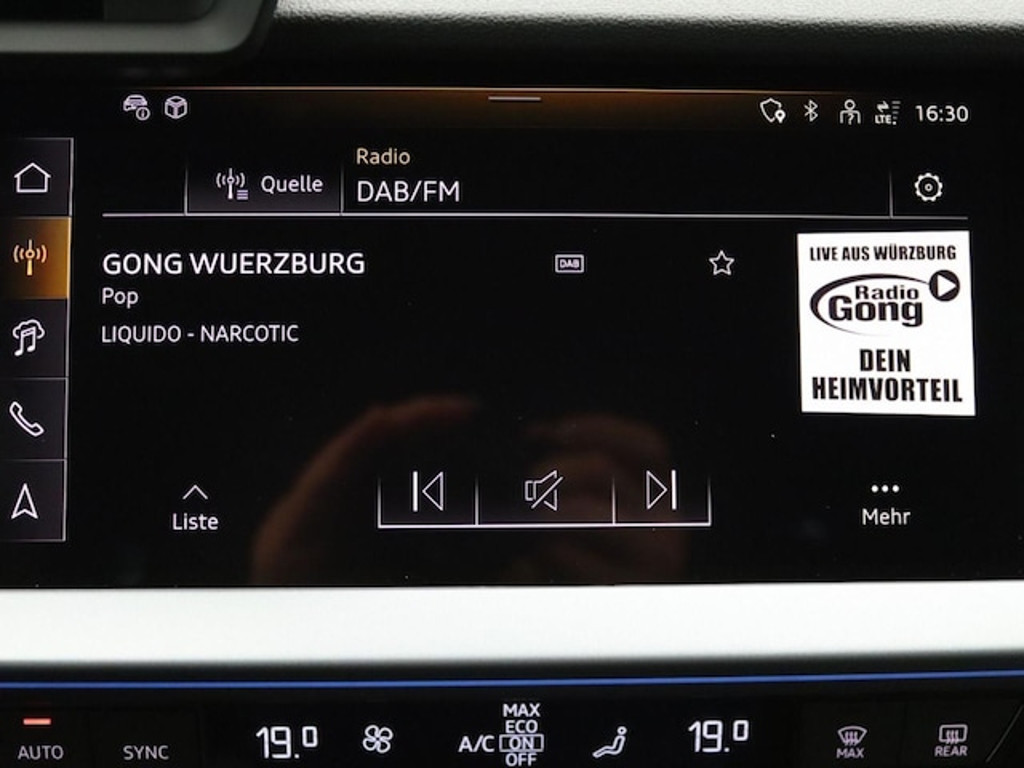 LTE 16:30
Radio
Quelle DAB/FM
GONG WUERZBURG DAB
Pop
LIQUIDO - NARCOTIC
LIVE AUS WÜRZBURG
Radio
Gong
DEIN
HEIMVORTEIL
Liste
Mehr
AUTO SYNC 19.0 A/C MAX
ECO
ON
OFF
19.0
MAX
REAR